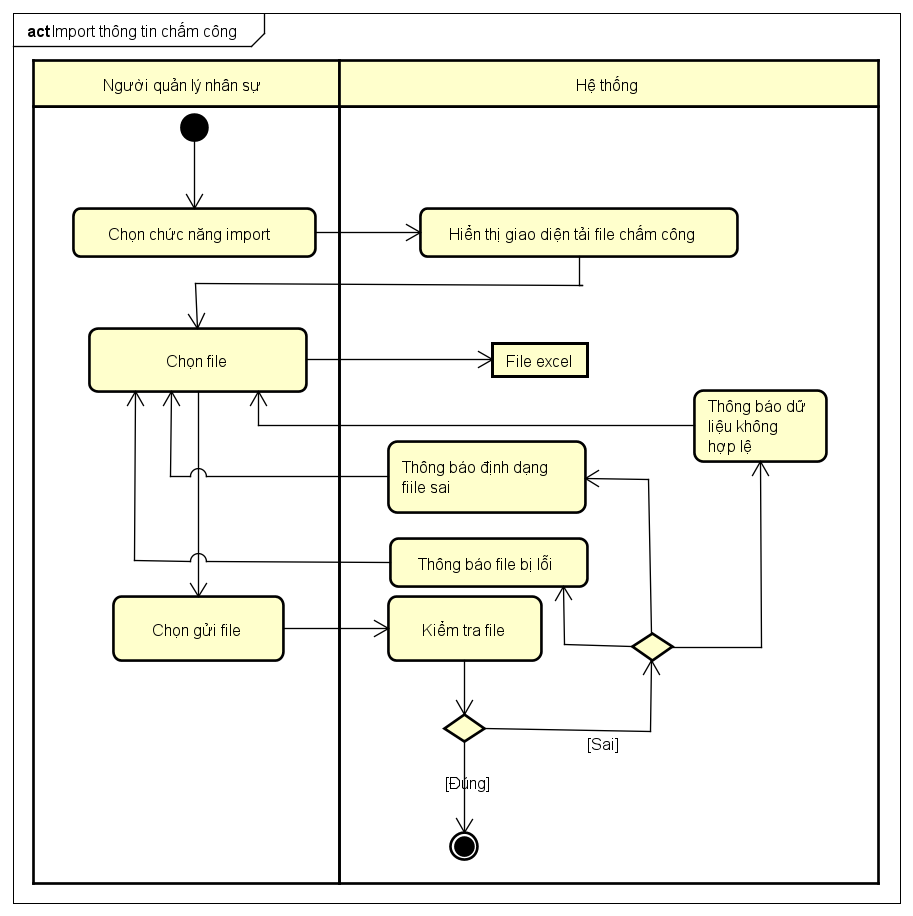 act Import thông tin chấm công
Người quản lý nhân sự
Hệ thống
Chọn chức năng import
Hiển thị giao diện tải file chấm công
Chọn file
File excel
Thông báo dữ
liệu không
hợp lệ
Thông báo định dạng
fiile sai
Thông báo file bị lỗi
Chọn gửi file
Kiểm tra file
[Sai]
[Đúng]